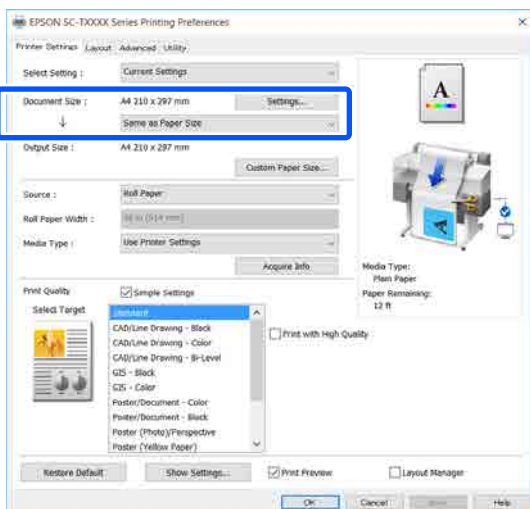 EPSON SC-TXXXX Series Printing Preferences
Printer Settings Layout Advanced Utility
Select Setting : Current Settings
Document Size : A4 210 x 297 mm Settings...
Same as Paper Size
Output Size : A4 210 x 297 mm
Custom Paper Size...
Source : Roll Paper
Roll Paper Width :
Media Type : Use Printer Settings
Acquire Info
A
Media Type:
Plain Paper
Paper Remaining:
12 ft
Print Quality Simple Settings
Select Target
Standard
CAD/Line Drawing - Black
CAD/Line Drawing - Color
CAD/Line Drawing - Bi-Level
GIS - Black
GIS - Color
Poster/Document - Color
Poster/Document - Black
Poster (Photo)/Perspective
Poster (Yellow Paper)
Print with High Quality
Restore Default Show Settings... Print Preview Layout Manager
OK Cancel Help